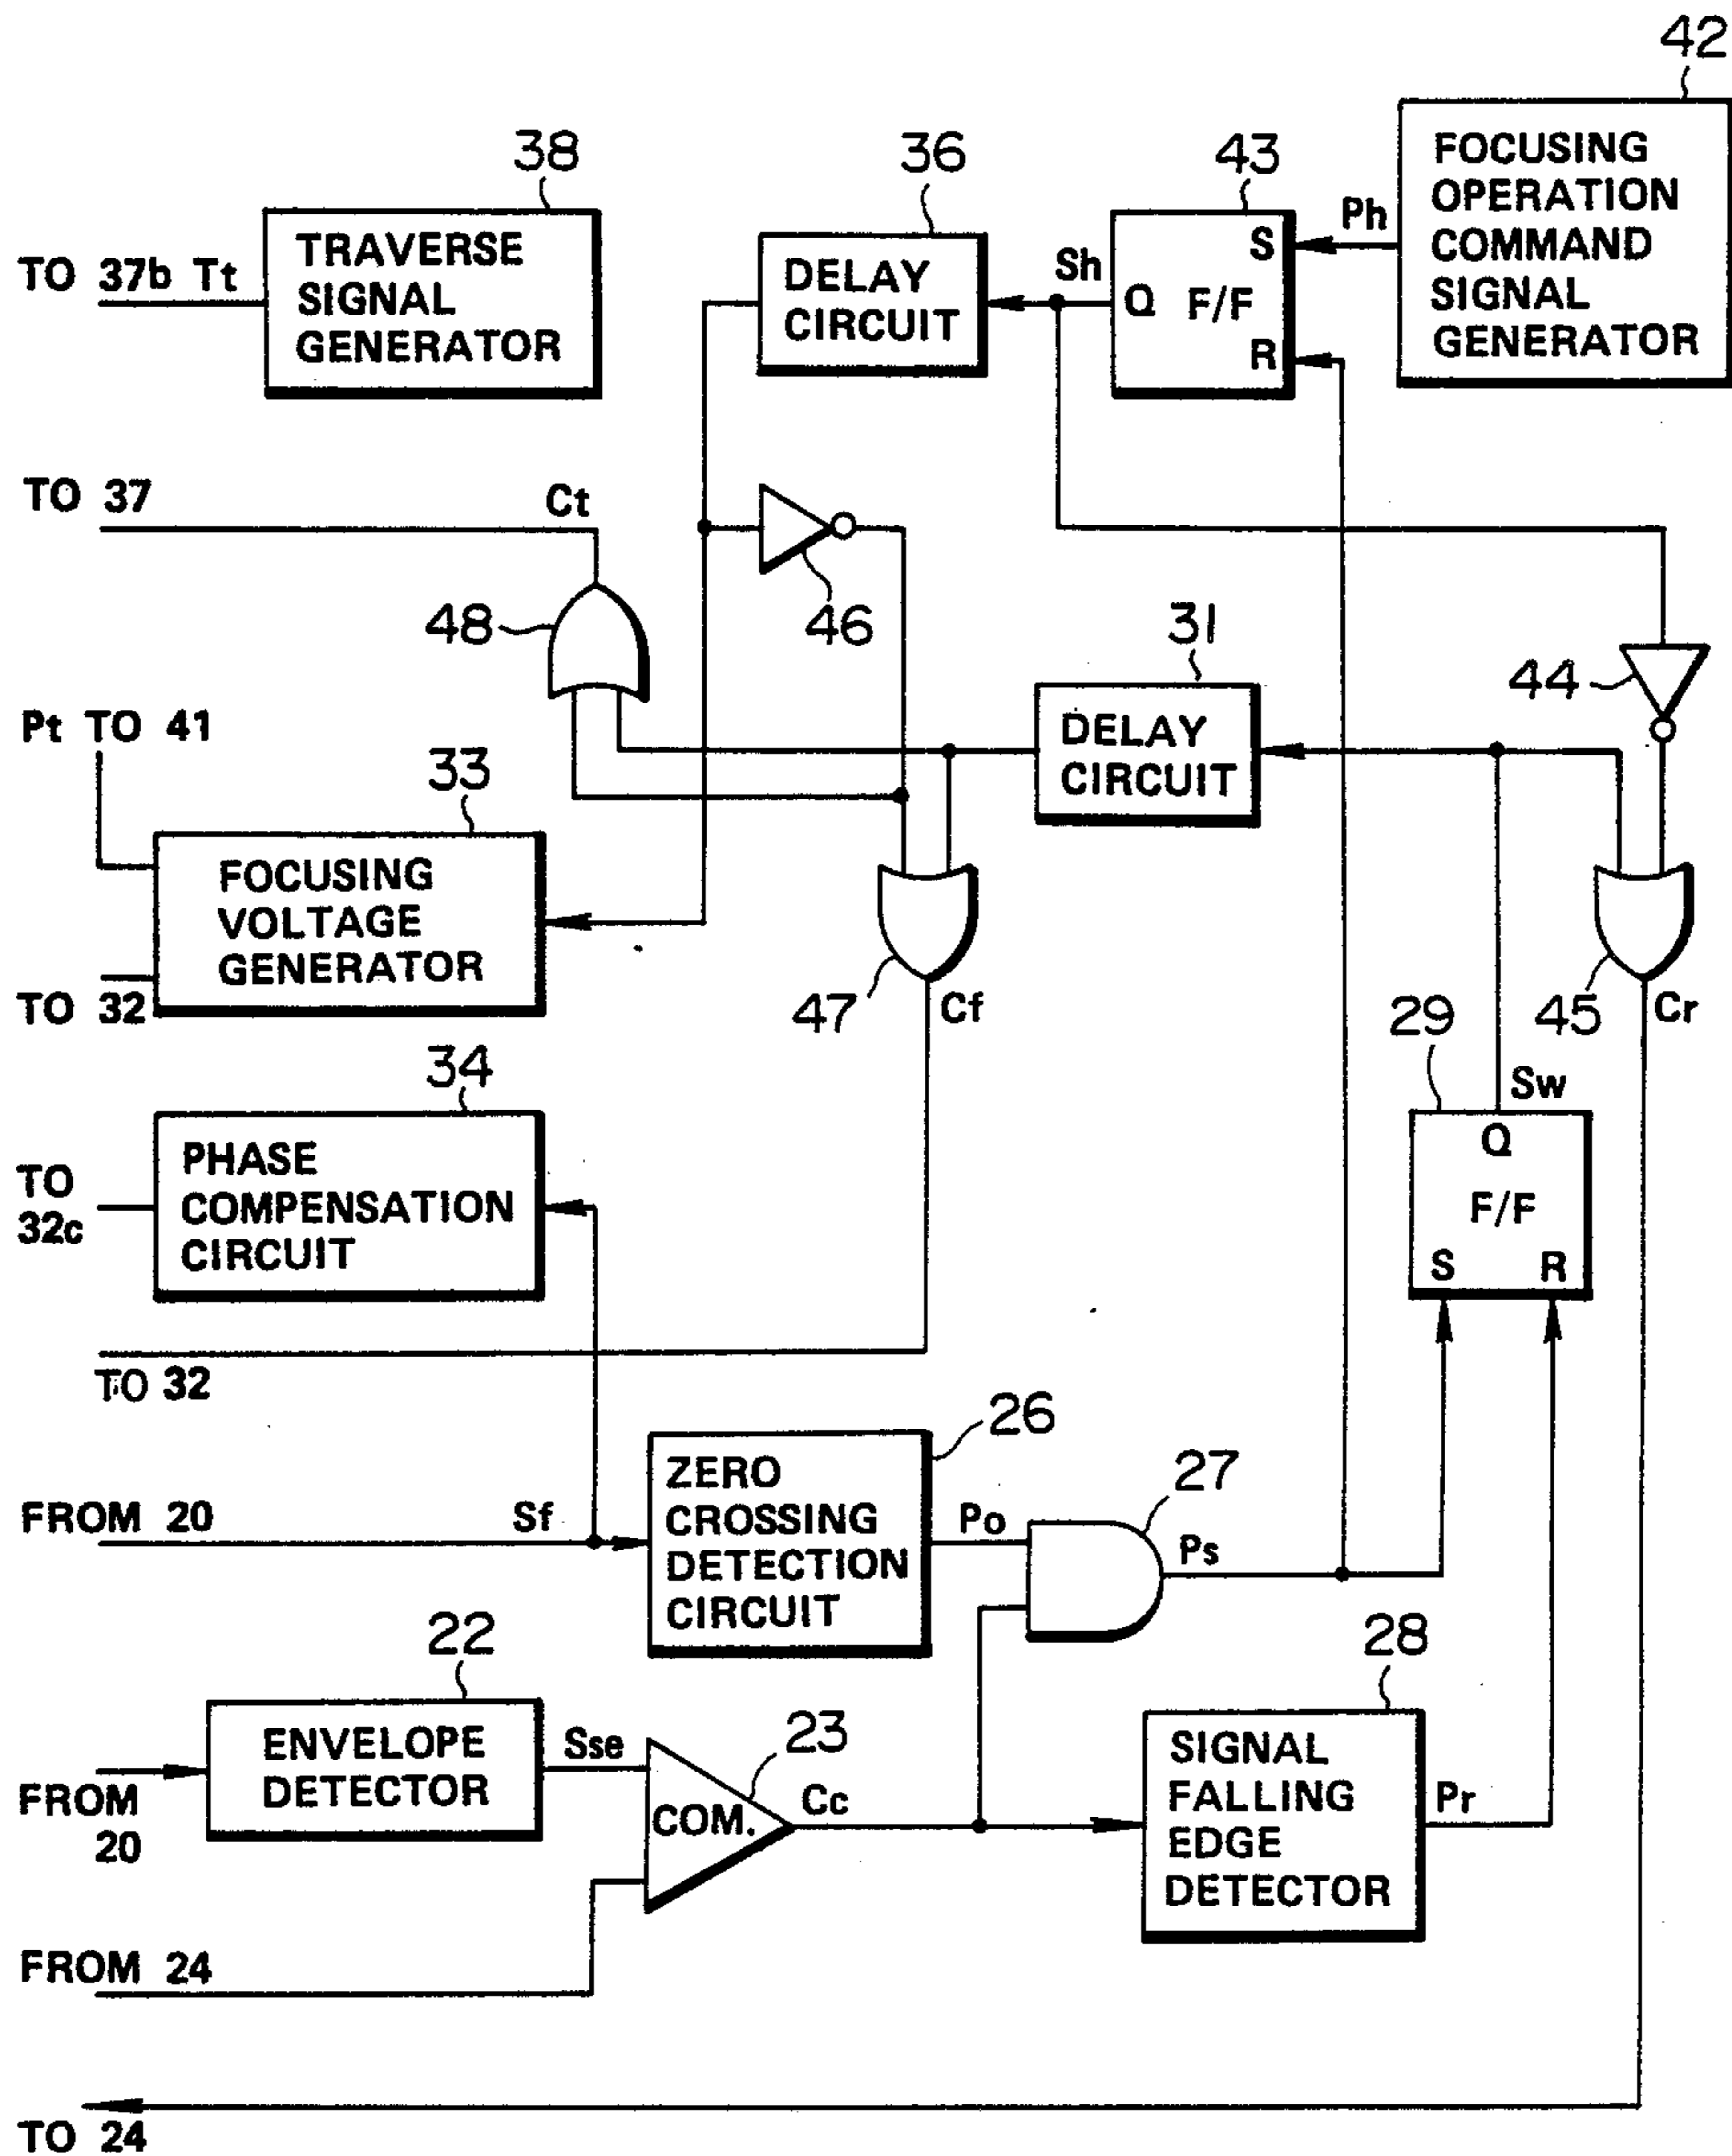 42
38
36
43
FOCUSING
OPERATION
COMMAND
SIGNAL
GENERATOR
TRAVERSE
SIGNAL
GENERATOR
TO 37b Tt
DELAY
CIRCUIT
Sh
S
Q F/F
R
Ph
TO 37
Ct
46
48
31
44
DELAY
CIRCUIT
Pt TO 41
33
FOCUSING
VOLTAGE
GENERATOR
TO 32
47
Cf
29
45
Cr
34
Sw
Q
F/F
S R
PHASE
COMPENSATION
CIRCUIT
TO
32c
TO 32
26
ZERO
CROSSING
DETECTION
CIRCUIT
FROM 20
Sf
Po
27
Ps
22
ENVELOPE
DETECTOR
FROM
20
Sse
23
COM.
Cc
28
SIGNAL
FALLING
EDGE
DETECTOR
Pr
FROM 24
TO 24